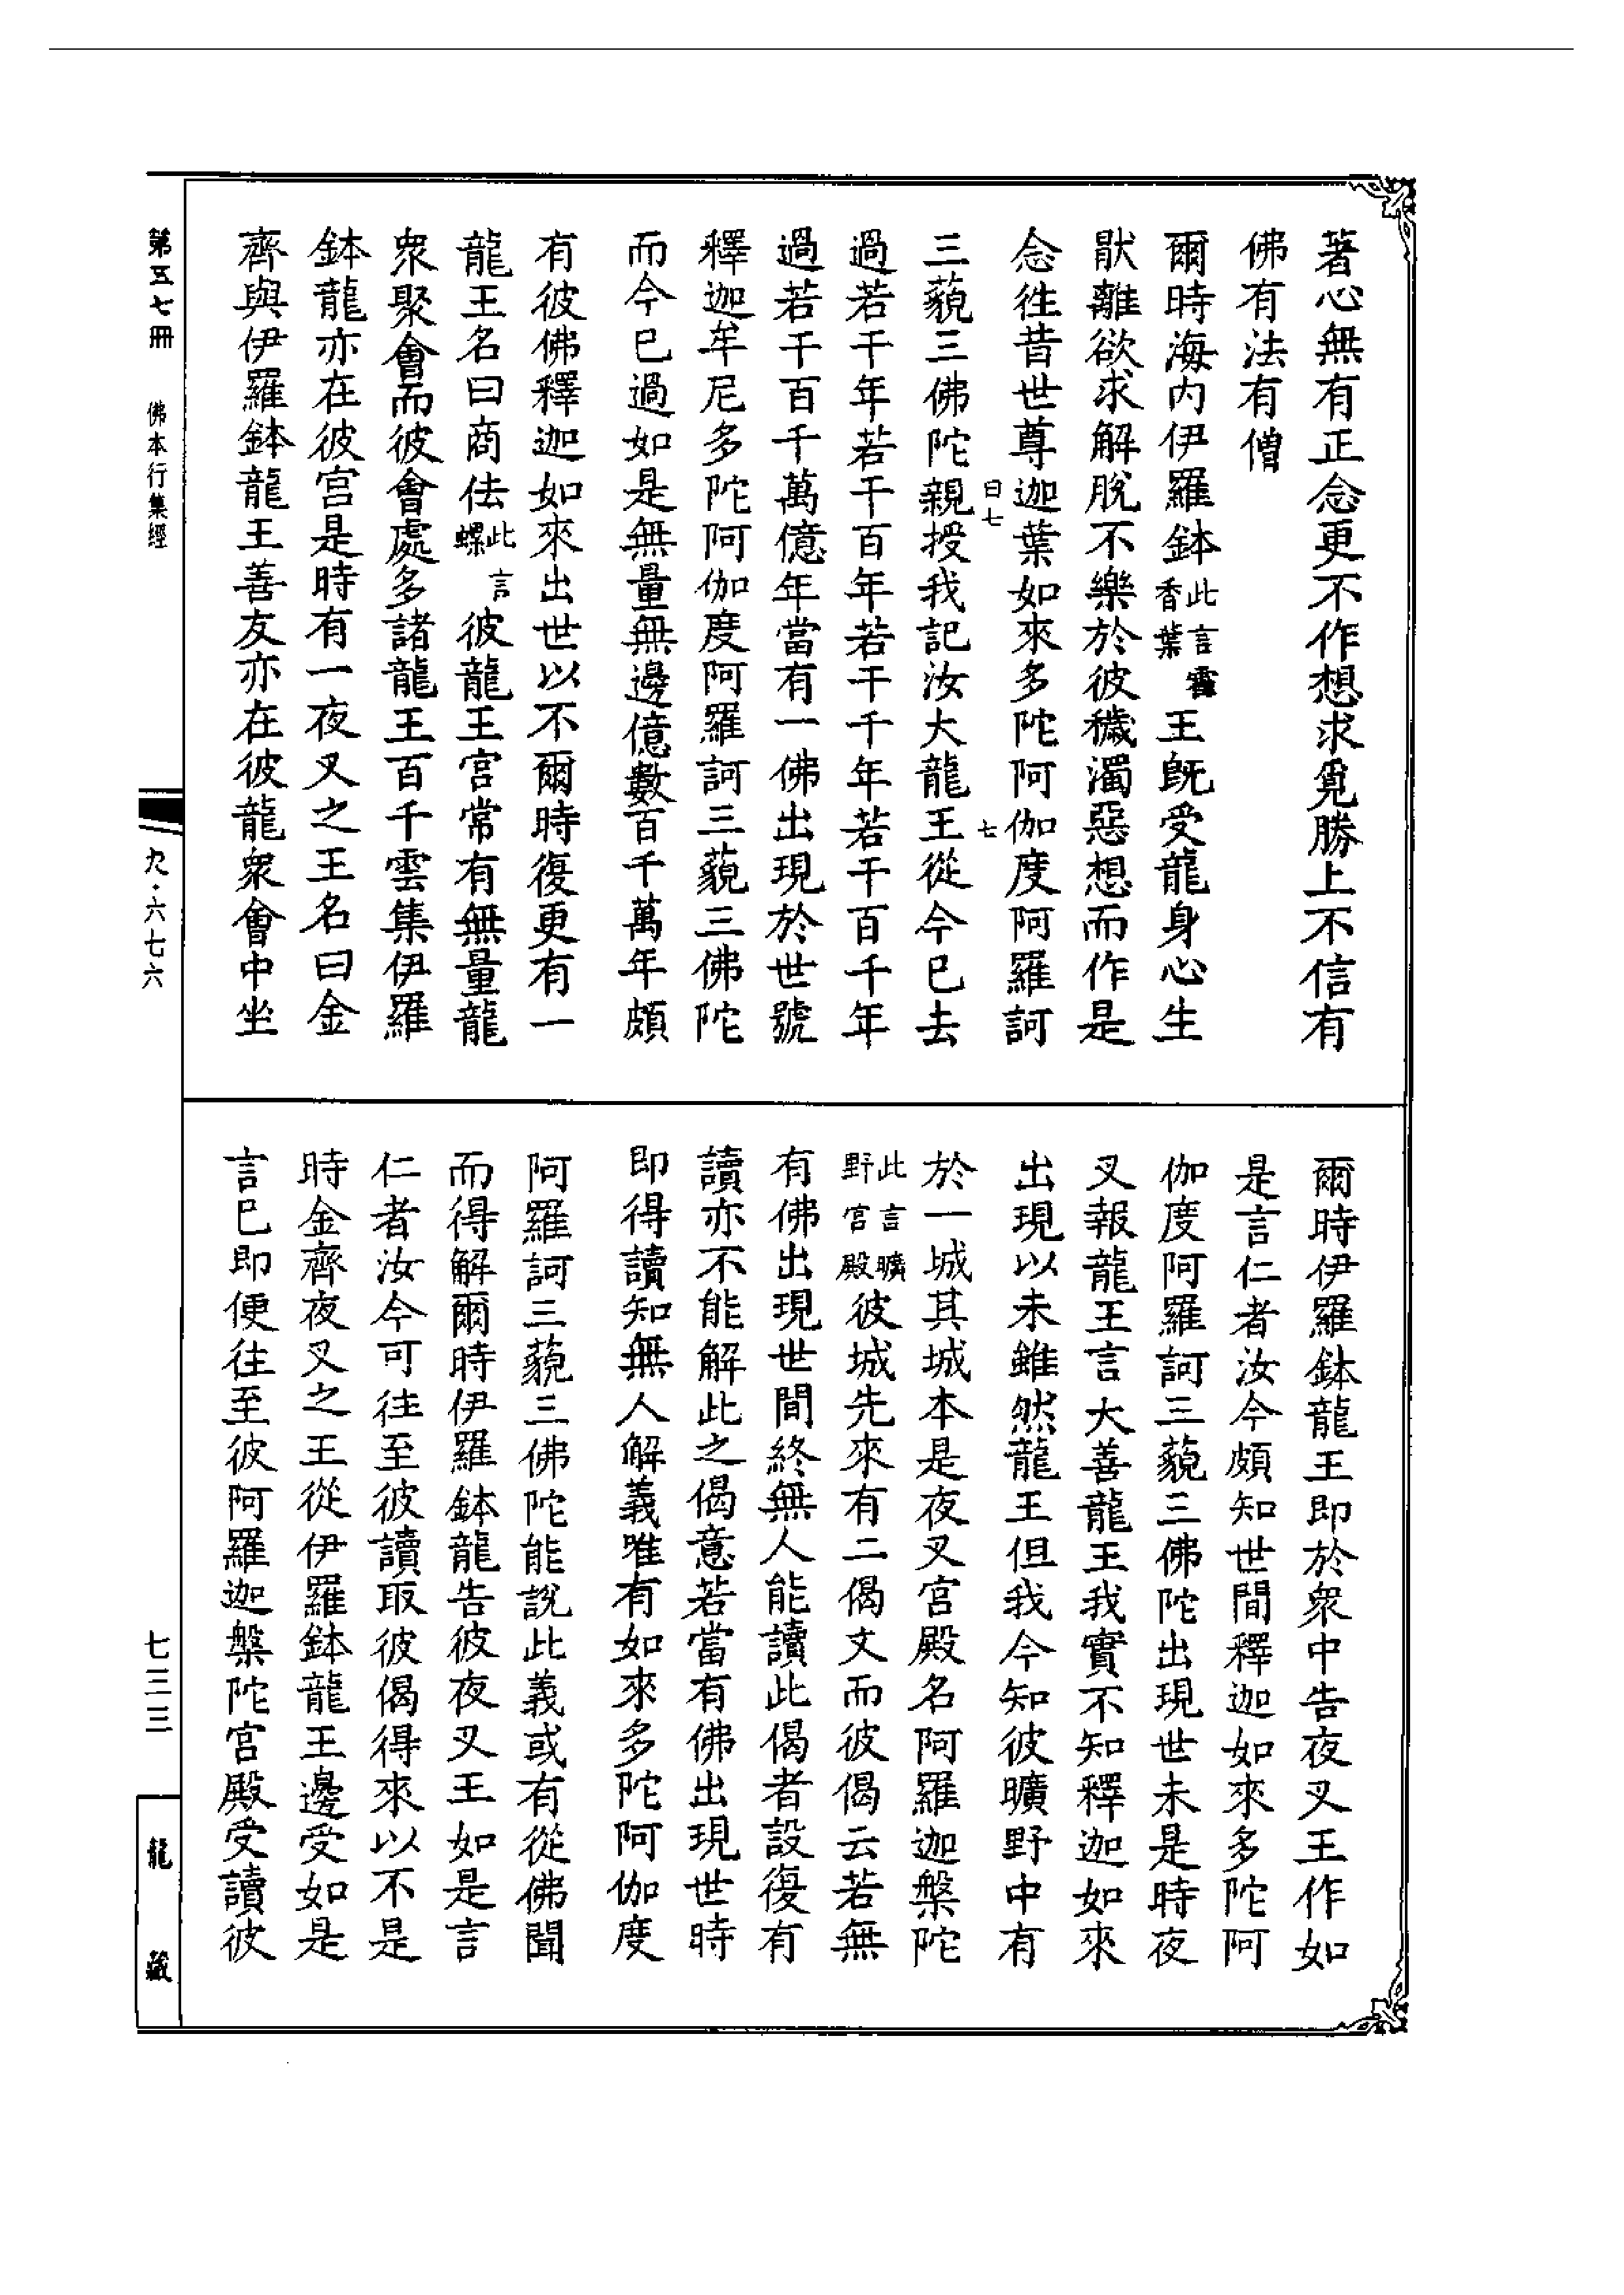 著心無有正念更不作想求覓勝上不信有
佛有法有僧
爾時海内伊羅鉢此言藿香葉王旣受龍身心生
猒離欲求解脫不樂於彼穢濁惡想而作是
念徃昔世尊迦葉如來多陀阿伽度阿羅訶
曰七
七
三藐三佛陀親授我記汝大龍王從今已去
過若干年若干百年若干千年若干百千年
過若干百千萬億年當有一佛出現於世號
釋迦牟尼多陀阿伽度阿羅訶三藐三佛陀
而今已過如是無量無邊億數百千萬年頗
有彼佛釋迦如來出世以不爾時復更有一
龍王名曰商佉此言螺彼龍王宮常有無量龍
衆聚會而彼會處多諸龍王百千雲集伊羅
鉢龍亦在彼宮是時有一夜叉之王名曰金
齊與伊羅鉢龍王善友亦在彼龍衆會中坐
爾時伊羅鉢龍王即於衆中告夜叉王作如
是言仁者汝今頗知世間釋迦如來多陀阿
伽度阿羅訶三藐三佛陀出現世未是時夜
叉報龍王言大善龍王我實不知釋迦如來
出現以未雖然龍王但我今知彼曠野中有
於一城其城本是夜叉宮殿名阿羅迦槃陀
此言曠野宮殿彼城先來有二偈文而彼偈云若無
有佛出現世間終無人能讀此偈者設復有
讀亦不能解此之偈意若當有佛出現世時
即得讀知無人解義唯有如來多陀阿伽度
阿羅訶三藐三佛陀能說此義或有從佛聞
而得解爾時伊羅鉢龍告彼夜叉王如是言
仁者汝今可往至彼讀取彼偈得來以不是
時金齊夜叉之王從伊羅鉢龍王邊受如是
言已即便往至彼阿羅迦槃陀宮殿受讀彼
第五七冊 佛本行集經
九·六七六
七三三
龍藏